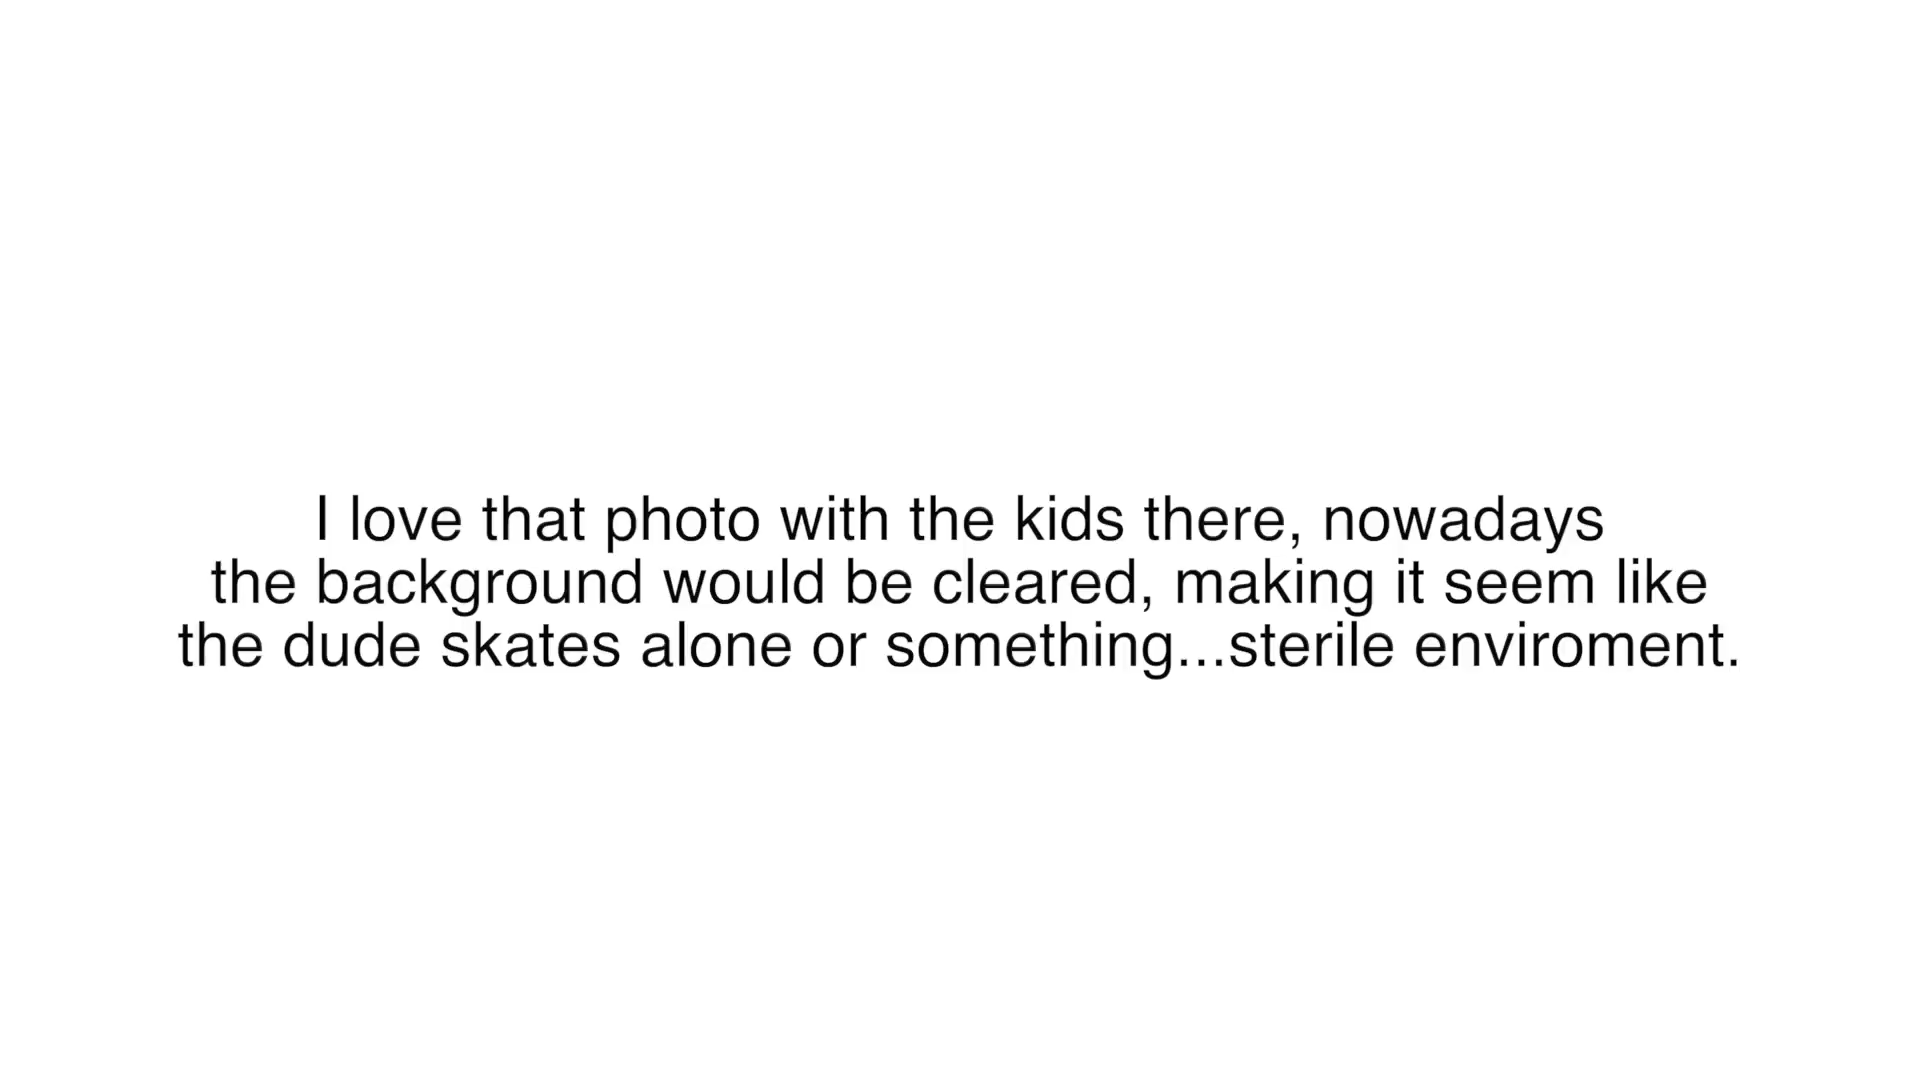 I love that photo with the kids there, nowadays
the background would be cleared, making it seem like
the dude skates alone or something...sterile enviroment.